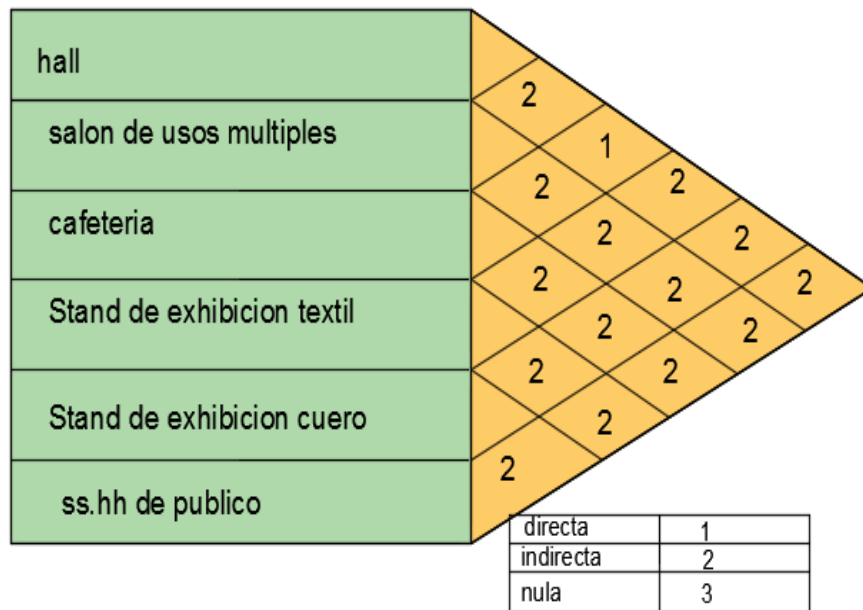 hall
salon de usos multiples
cafeteria
Stand de exhibicion textil
Stand de exhibicion cuero
ss.hh de publico
2
1
2
2
2
2
2
2
2
2
2
2
2
2
2
directa 1
indirecta 2
nula 3